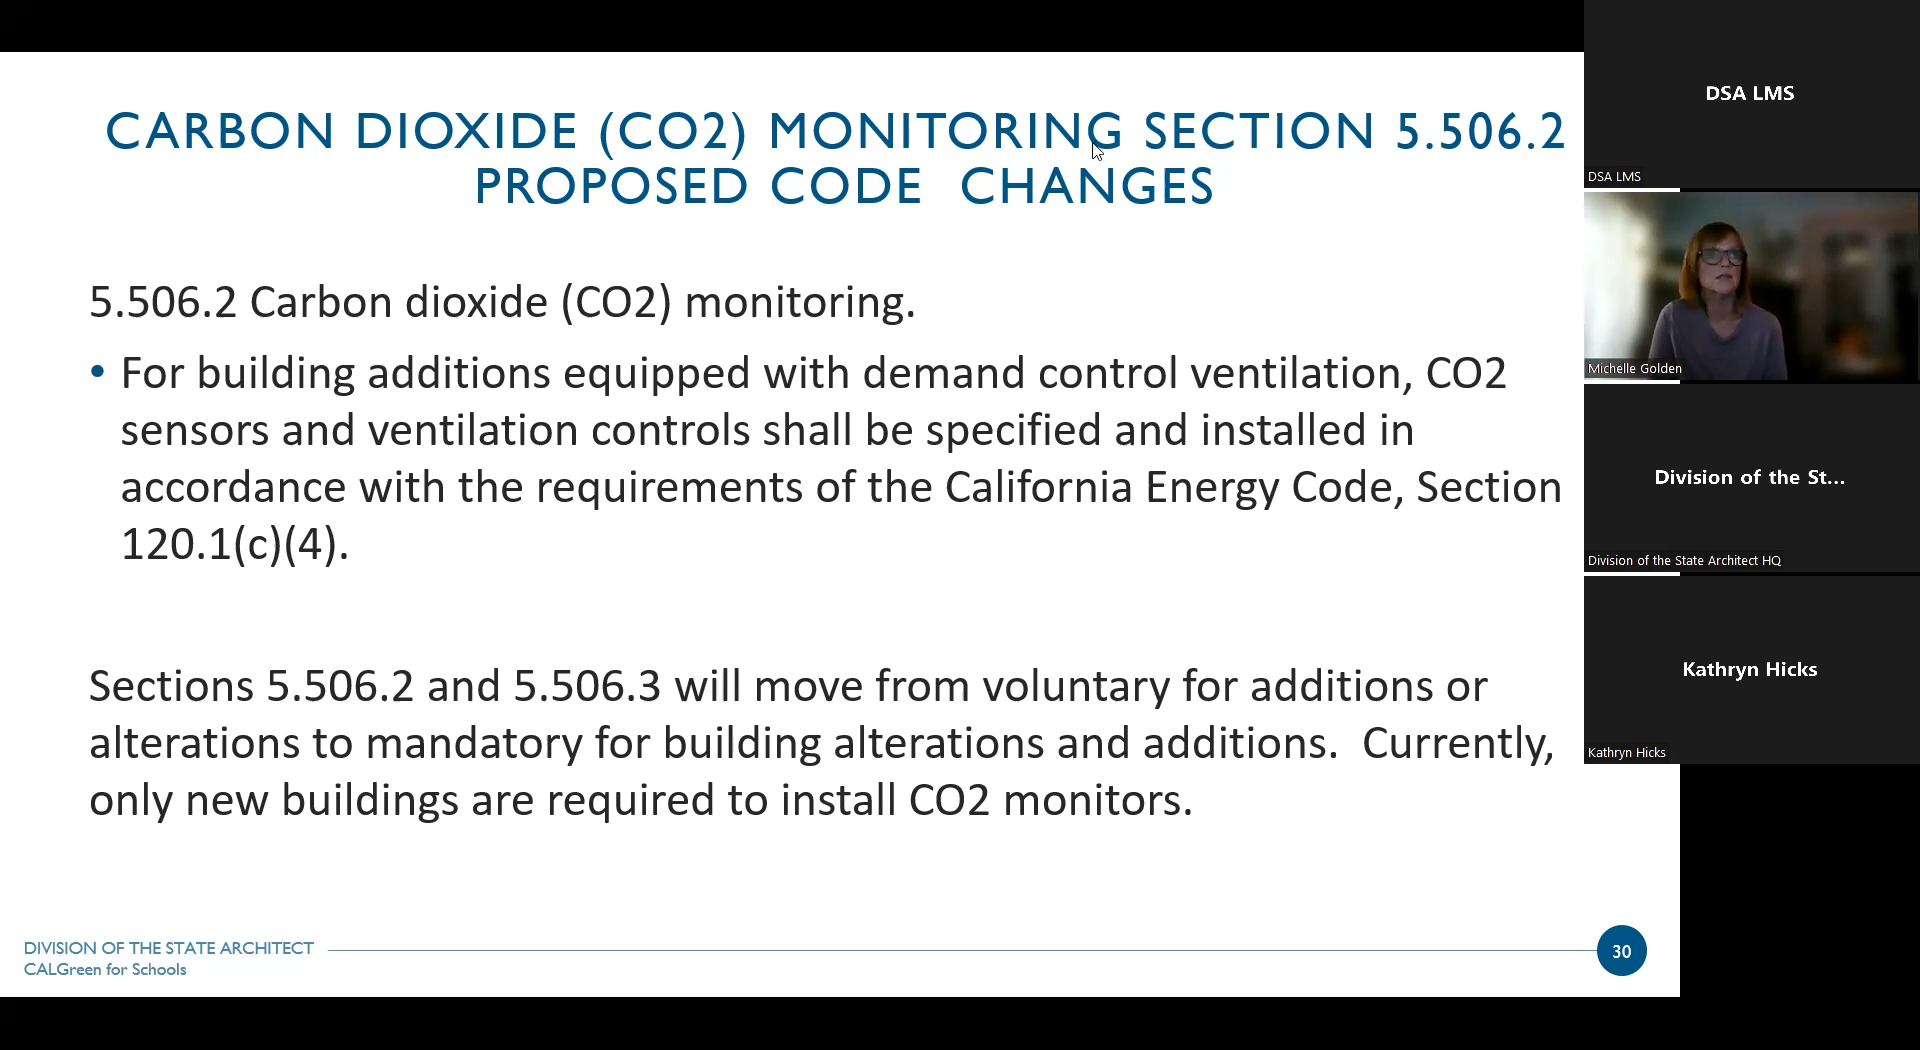 CARBON DIOXIDE (CO2) MONITORING SECTION 5.506.2
PROPOSED CODE  CHANGES
5.506.2 Carbon dioxide (CO2) monitoring.
• For building additions equipped with demand control ventilation, CO2
sensors and ventilation controls shall be specified and installed in
accordance with the requirements of the California Energy Code, Section
120.1(c)(4).
Sections 5.506.2 and 5.506.3 will move from voluntary for additions or
alterations to mandatory for building alterations and additions.  Currently,
only new buildings are required to install CO2 monitors.
DIVISION OF THE STATE ARCHITECT
CALGreen for Schools
30
DSA LMS
DSA LMS
Michelle Golden
Division of the St...
Division of the State Architect HQ
Kathryn Hicks
Kathryn Hicks